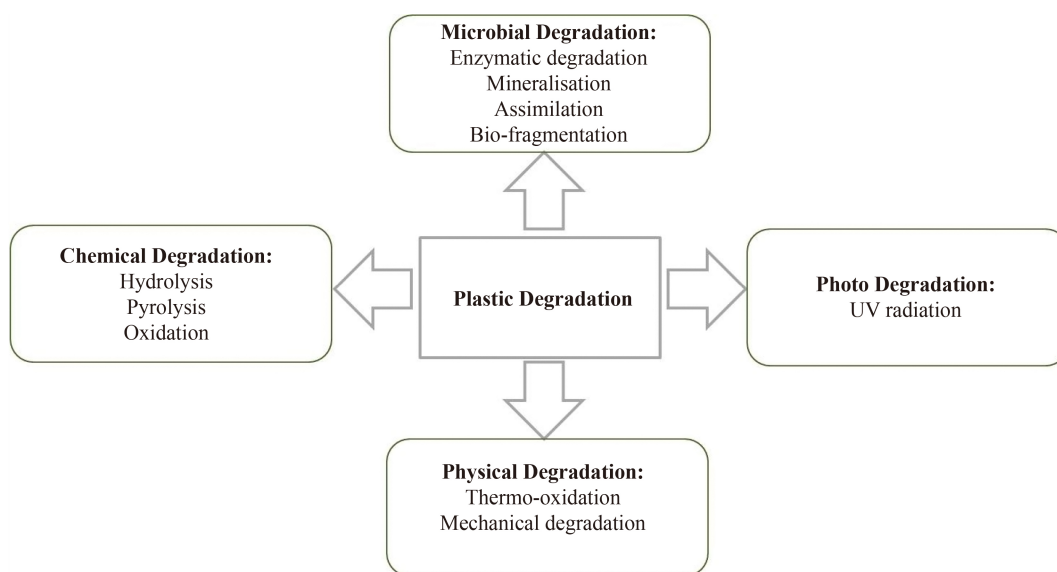 Microbial Degradation:
Enzymatic degradation
Mineralisation
Assimilation
Bio-fragmentation
Chemical Degradation:
Hydrolysis
Pyrolysis
Oxidation
Plastic Degradation
Photo Degradation:
UV radiation
Physical Degradation:
Thermo-oxidation
Mechanical degradation